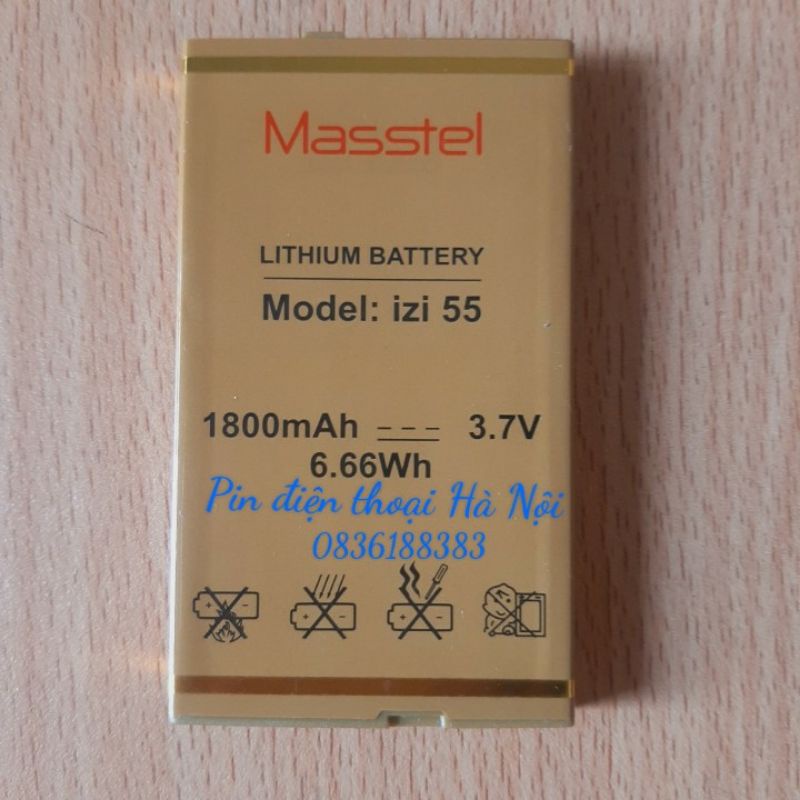 Masstel
LITHIUM BATTERY
Model: izi 55
1800mAh 3.7V
6.66Wh
Pin điện thoại Hà Nội
0836188383